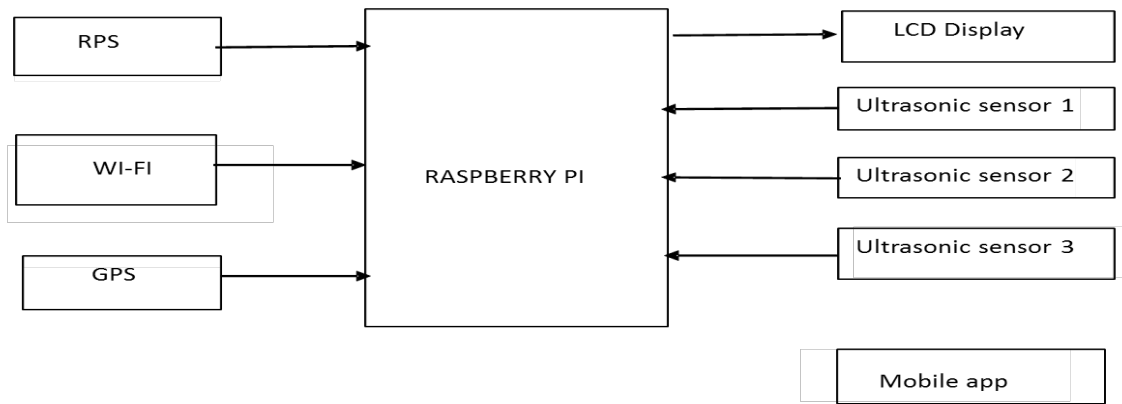 RPS
WI-FI
GPS
RASPBERRY PI
LCD Display
Ultrasonic sensor 1
Ultrasonic sensor 2
Ultrasonic sensor 3
Mobile app